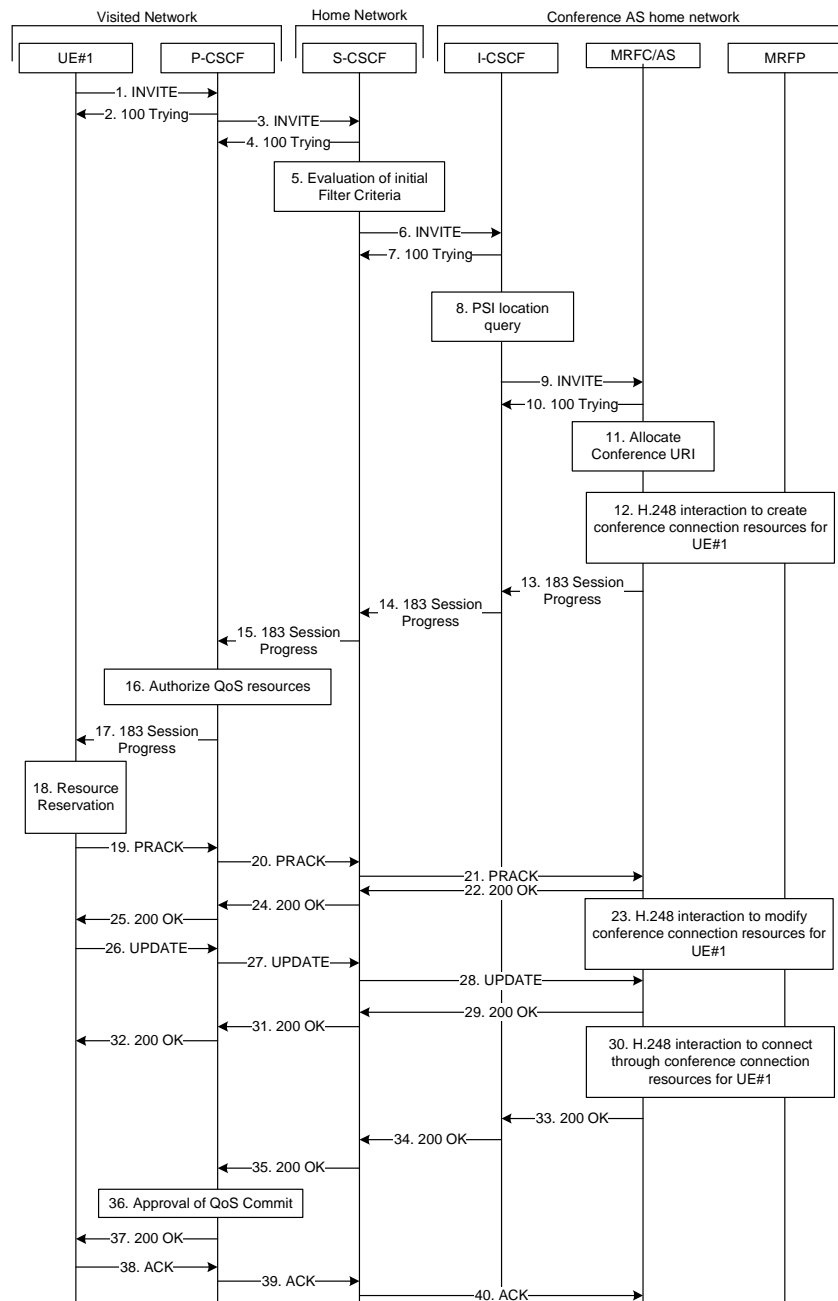 Visited Network
Home Network
Conference AS home network
UE#1
P-CSCF
S-CSCF
I-CSCF
MRFC/AS
MRFP
1. INVITE
2. 100 Trying
3. INVITE
4. 100 Trying
5. Evaluation of initial
Filter Criteria
6. INVITE
7. 100 Trying
8. PSI location
query
9. INVITE
10. 100 Trying
11. Allocate
Conference URI
12. H.248 interaction to create
conference connection resources for
UE#1
13. 183 Session
Progress
14. 183 Session
Progress
15. 183 Session
Progress
16. Authorize QoS resources
17. 183 Session
Progress
18. Resource
Reservation
19. PRACK
20. PRACK
21. PRACK
22. 200 OK
23. H.248 interaction to modify
conference connection resources for
UE#1
24. 200 OK
25. 200 OK
26. UPDATE
27. UPDATE
28. UPDATE
29. 200 OK
30. H.248 interaction to connect
through conference connection
resources for UE#1
31. 200 OK
32. 200 OK
33. 200 OK
34. 200 OK
35. 200 OK
36. Approval of QoS Commit
37. 200 OK
38. ACK
39. ACK
40. ACK